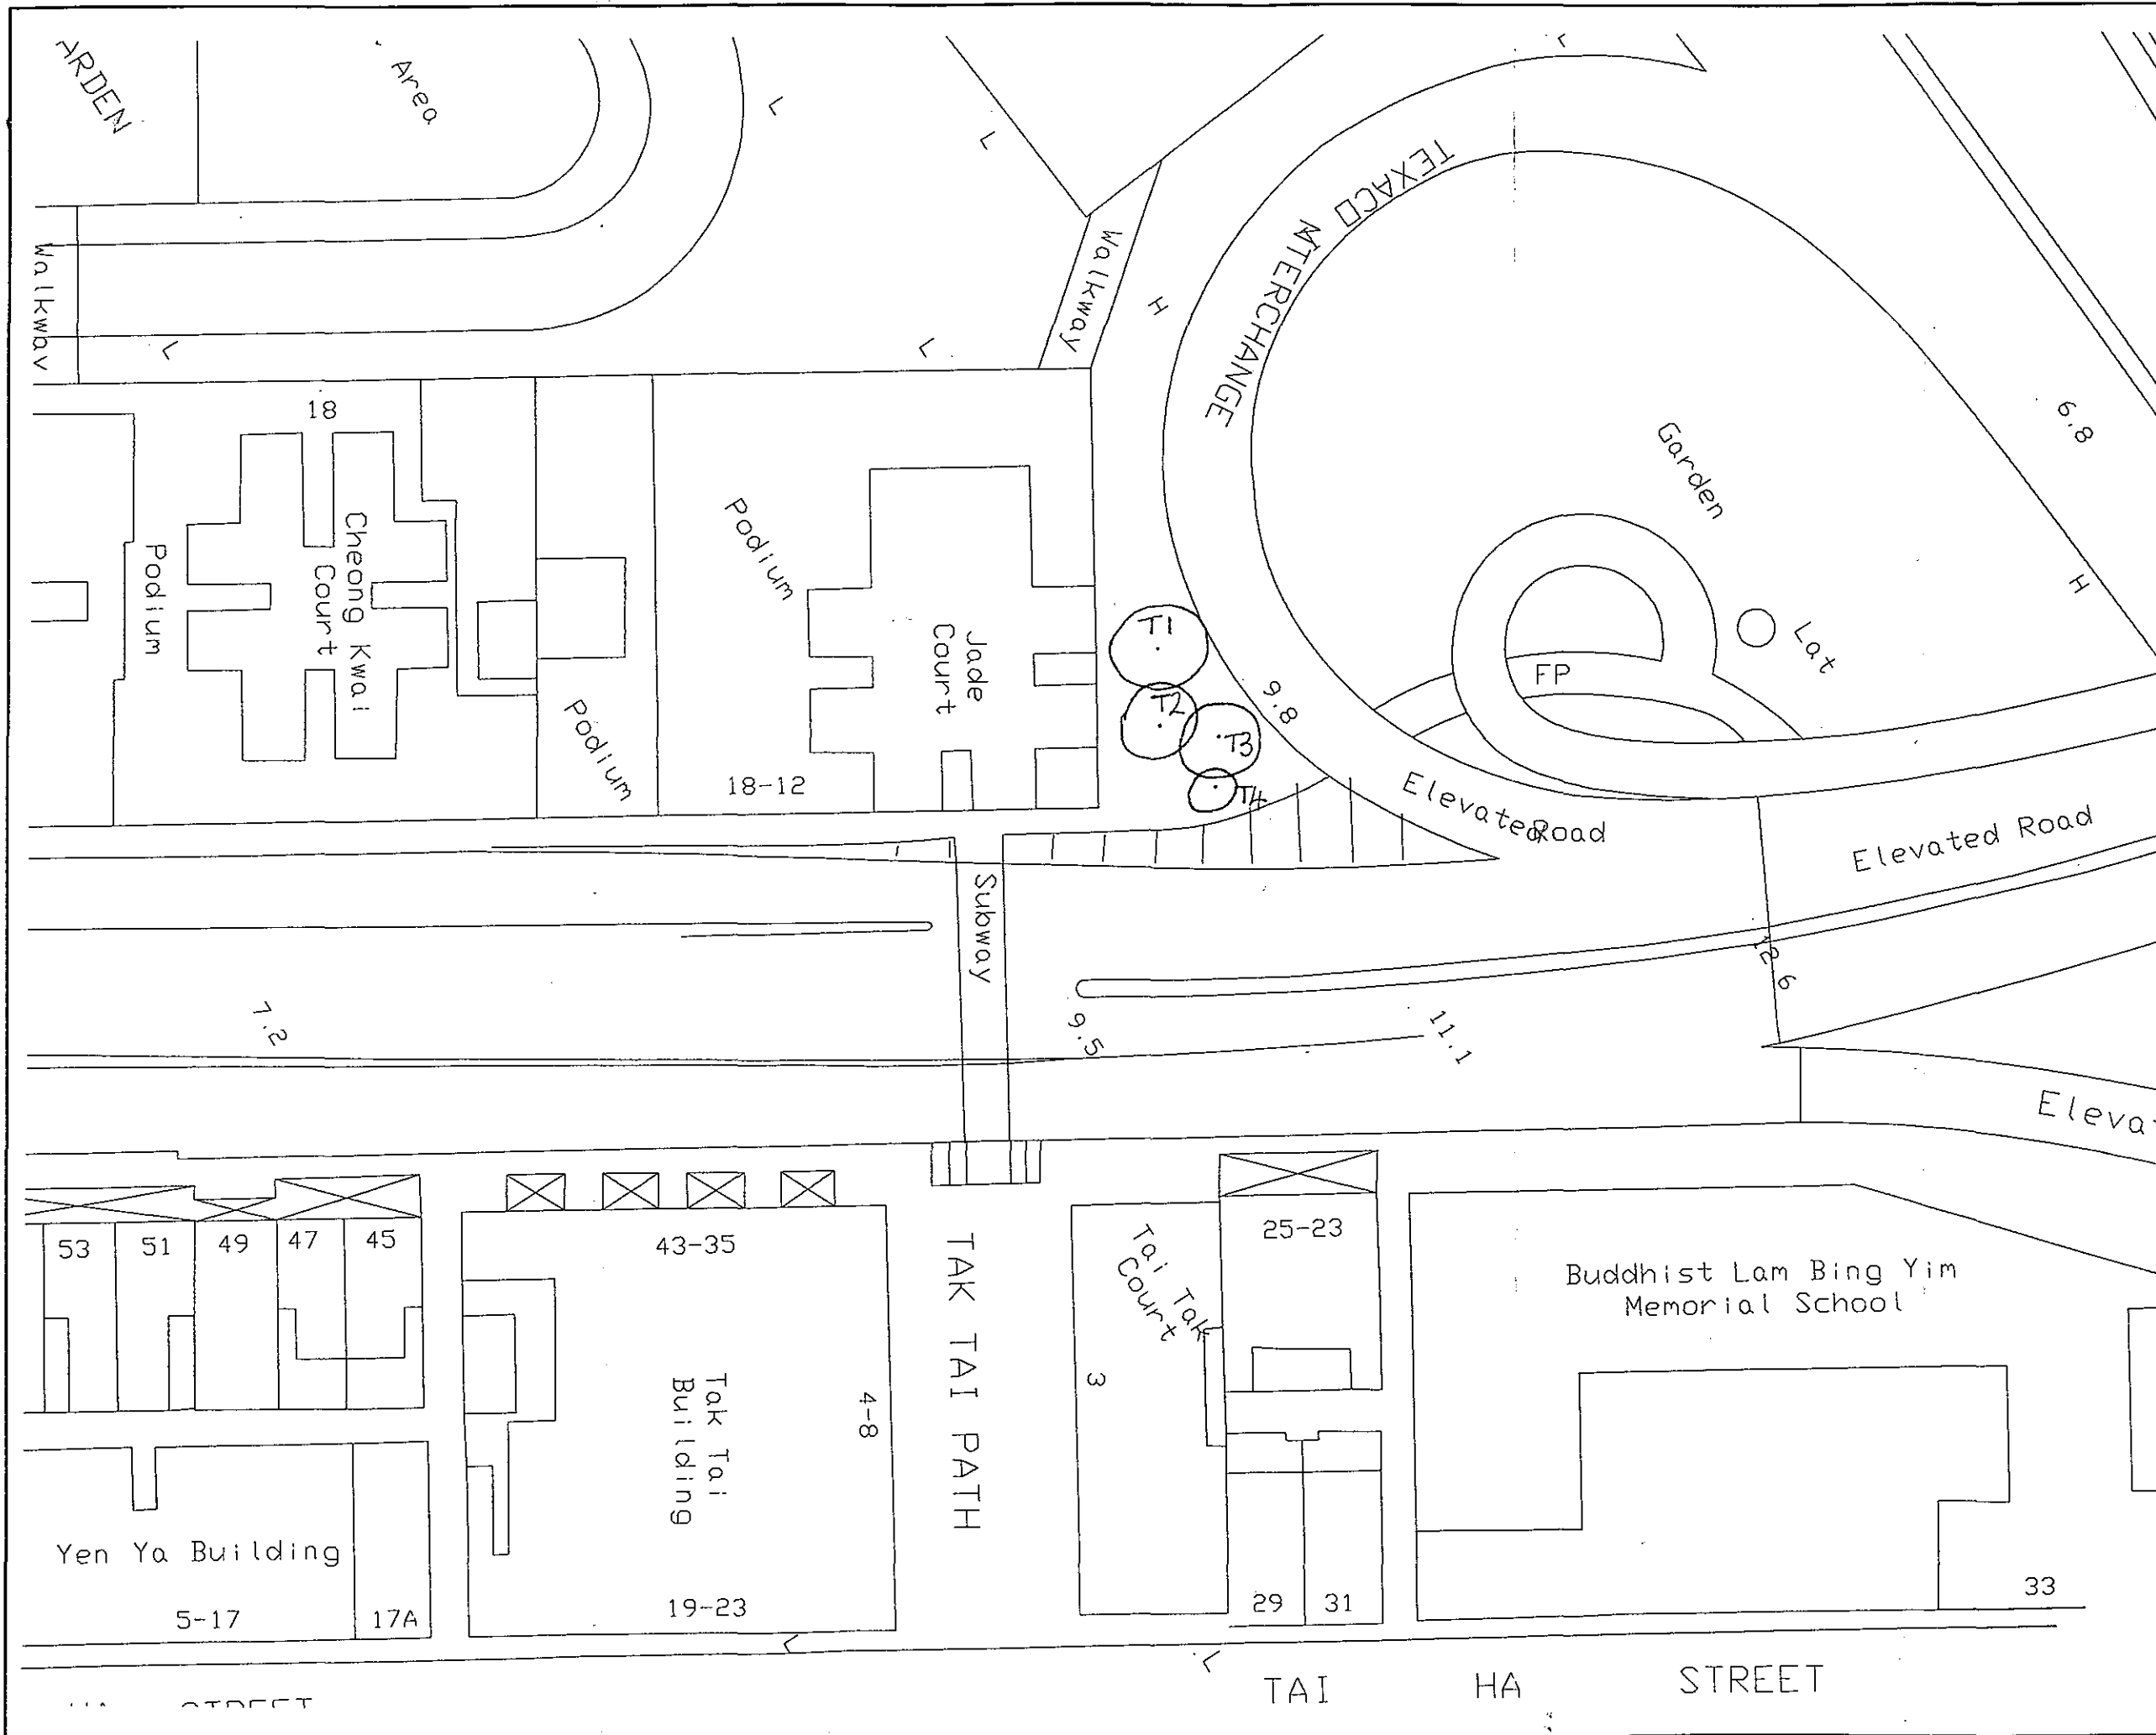 ARDEN
Area
L
L
L
Walkway
Walkway
H
TEXACO INTERCHANGE
L
L
18
6.8
Garden
Podium
Cheong Kwai
Court
Podium
Podium
Jade
Court
18-12
T1
T2
T3
T4
9.8
H
Lat
FP
Elevated Road
Elevated Road
Subway
7.2
9.5
11.1
12.6
Eleva
53
51
49
47
45
43-35
TAK TAI PATH
Tai Tak
Court
25-23
Buddhist Lam Bing Yim
Memorial School
Tak Tai
Building
4-8
3
Yen Ya Building
5-17
17A
19-23
29
31
33
L
L
TAI HA STREET